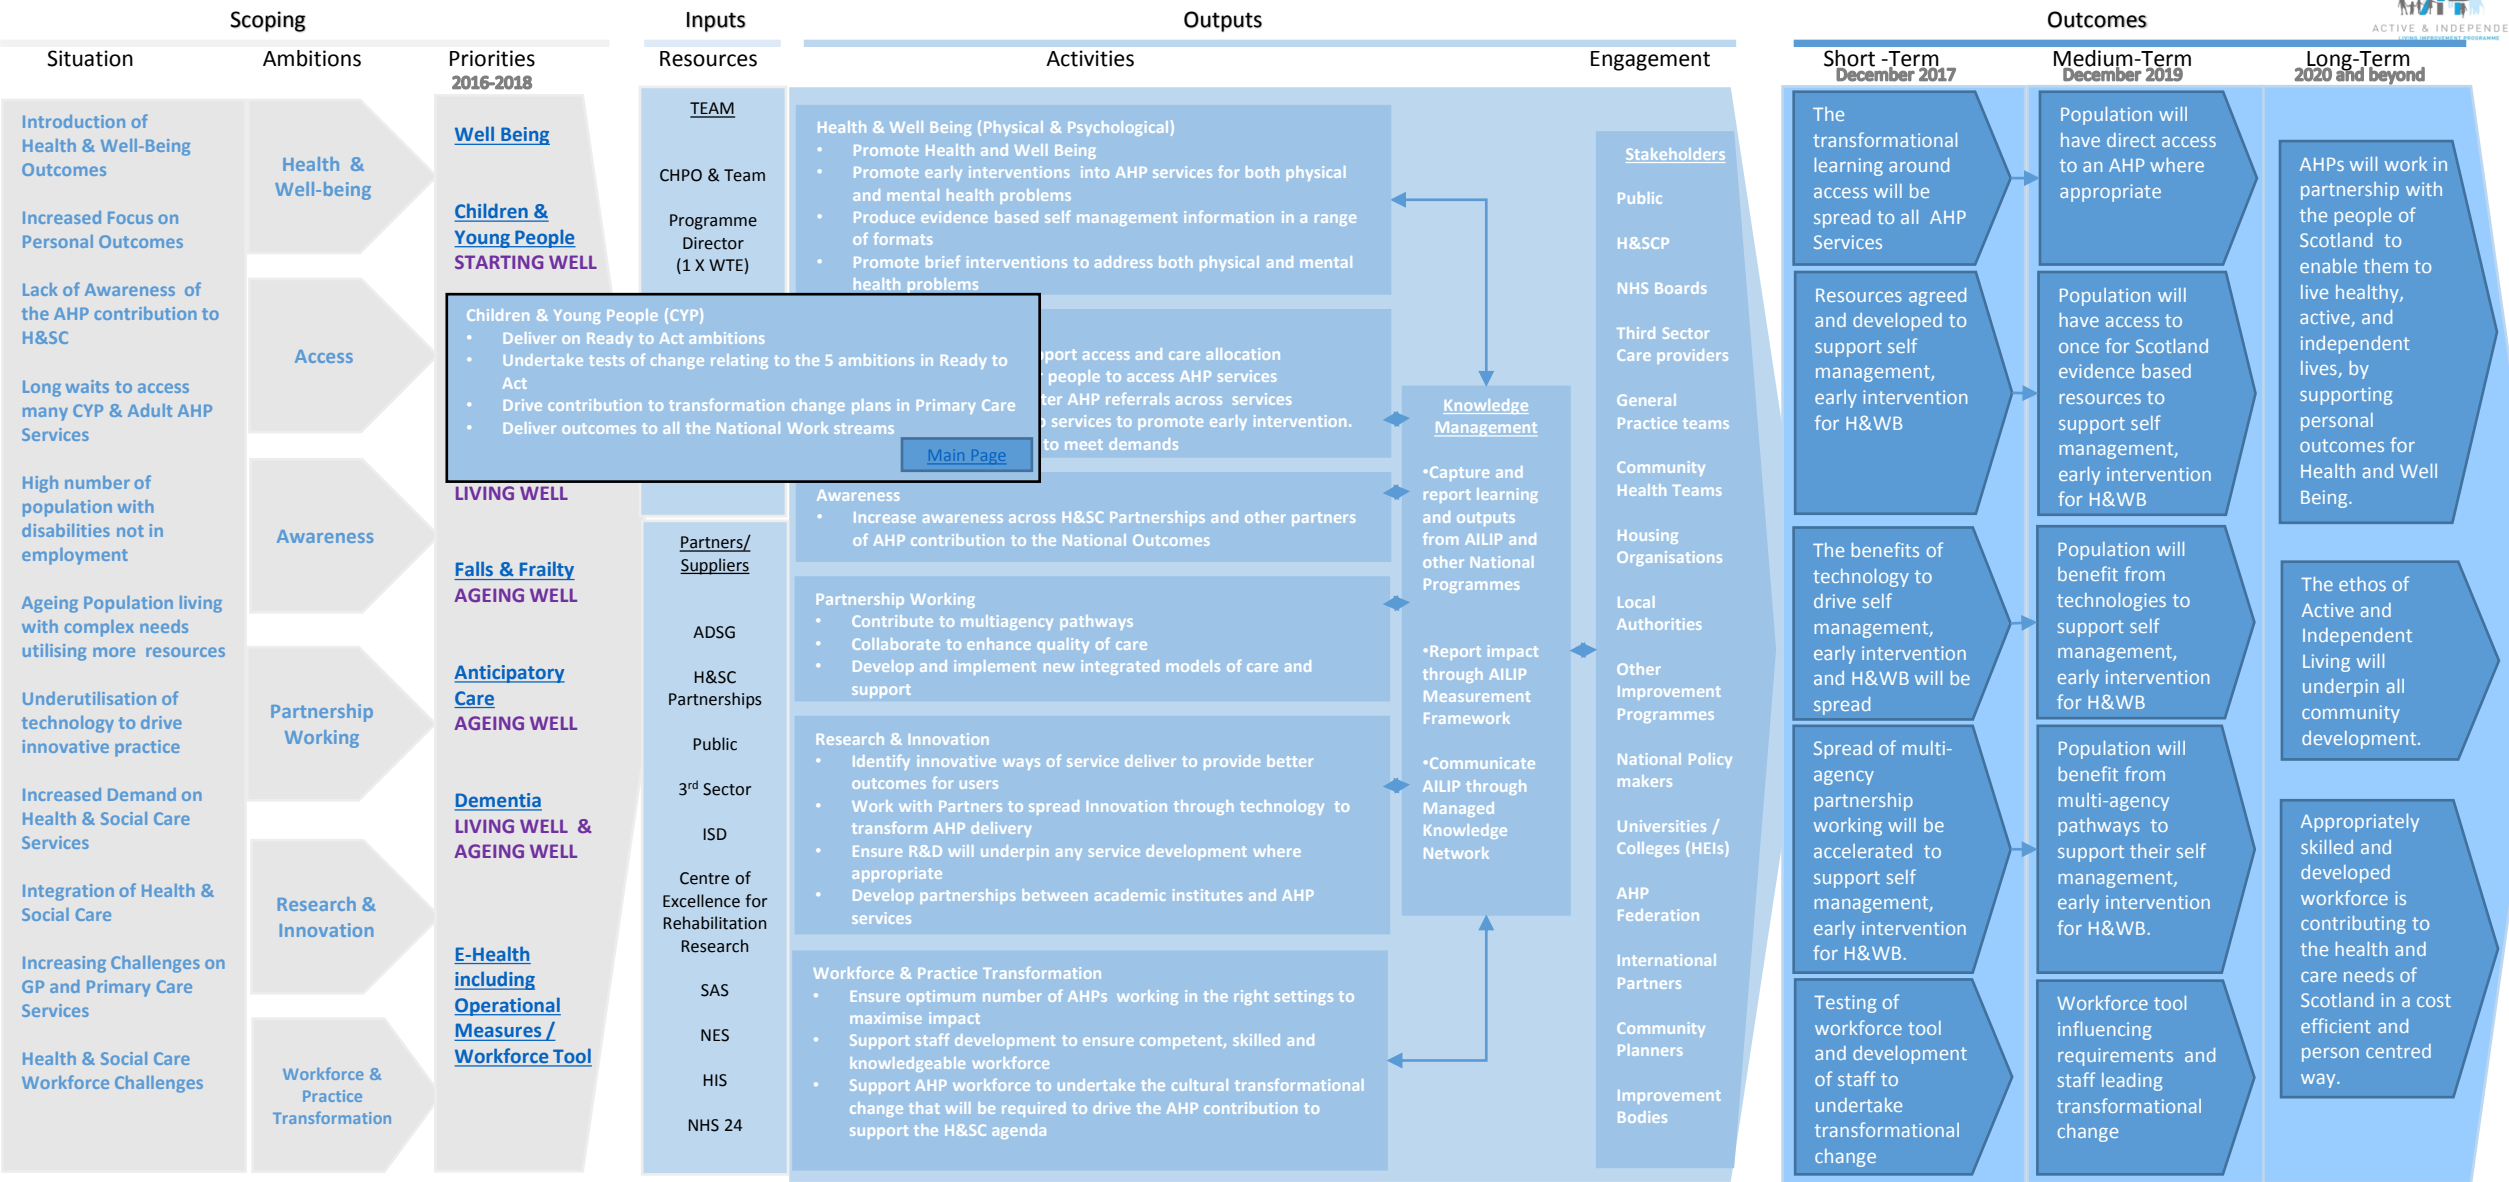 Scoping
Inputs
Outputs
Outcomes
ACTIVE & INDEPENDE
LIVING IMPROVEMENT PROGRAMME
Situation
Ambitions
Priorities
2016-2018
Resources
Activities
Engagement
Short -Term
December 2017
Medium-Term
December 2019
Long-Term
2020 and beyond
Introduction of
Health & Well-Being
Outcomes
Increased Focus on
Personal Outcomes
Lack of Awareness of
the AHP contribution to
H&SC
Long waits to access
many CYP & Adult AHP
Services
High number of
population with
disabilities not in
employment
Ageing Population living
with complex needs
utilising more resources
Underutilisation of
technology to drive
innovative practice
Increased Demand on
Health & Social Care
Services
Integration of Health &
Social Care
Increasing Challenges on
GP and Primary Care
Services
Health & Social Care
Workforce Challenges
Health &
Well-being
Access
Awareness
Partnership
Working
Research &
Innovation
Workforce &
Practice
Transformation
Well Being
Children &
Young People
STARTING WELL
LIVING WELL
Falls & Frailty
AGEING WELL
Anticipatory
Care
AGEING WELL
Dementia
LIVING WELL &
AGEING WELL
E-Health
including
Operational
Measures /
Workforce Tool
TEAM
CHPO & Team
Programme
Director
(1 X WTE)
Partners/
Suppliers
ADSG
H&SC
Partnerships
Public
3rd Sector
ISD
Centre of
Excellence for
Rehabilitation
Research
SAS
NES
HIS
NHS 24
Children & Young People (CYP)
• Deliver on Ready to Act ambitions
• Undertake tests of change relating to the 5 ambitions in Ready to
Act
• Drive contribution to transformation change plans in Primary Care
• Deliver outcomes to all the National Work streams
Main Page
Health & Well Being (Physical & Psychological)
• Promote Health and Well Being
• Promote early interventions into AHP services for both physical
and mental health problems
• Produce evidence based self management information in a range
of formats
• Promote brief interventions to address both physical and mental
health problems
port access and care allocation
people to access AHP services
ter AHP referrals across services
services to promote early intervention.
to meet demands
Awareness
• Increase awareness across H&SC Partnerships and other partners
of AHP contribution to the National Outcomes
Partnership Working
• Contribute to multiagency pathways
• Collaborate to enhance quality of care
• Develop and implement new integrated models of care and
support
Research & Innovation
• Identify innovative ways of service deliver to provide better
outcomes for users
• Work with Partners to spread Innovation through technology to
transform AHP delivery
• Ensure R&D will underpin any service development where
appropriate
• Develop partnerships between academic institutes and AHP
services
Workforce & Practice Transformation
• Ensure optimum number of AHPs working in the right settings to
maximise impact
• Support staff development to ensure competent, skilled and
knowledgeable workforce
• Support AHP workforce to undertake the cultural transformational
change that will be required to drive the AHP contribution to
support the H&SC agenda
Knowledge
Management
•Capture and
report learning
and outputs
from AILIP and
other National
Programmes
•Report impact
through AILIP
Measurement
Framework
•Communicate
AILIP through
Managed
Knowledge
Network
Stakeholders
Public
H&SCP
NHS Boards
Third Sector
Care providers
General
Practice teams
Community
Health Teams
Housing
Organisations
Local
Authorities
Other
Improvement
Programmes
National Policy
makers
Universities /
Colleges (HEIs)
AHP
Federation
International
Partners
Community
Planners
Improvement
Bodies
The
transformational
learning around
access will be
spread to all AHP
Services
Resources agreed
and developed to
support self
management,
early intervention
for H&WB
The benefits of
technology to
drive self
management,
early intervention
and H&WB will be
spread
Spread of multi-
agency
partnership
working will be
accelerated to
support self
management,
early intervention
for H&WB.
Testing of
workforce tool
and development
of staff to
undertake
transformational
change
Population will
have direct access
to an AHP where
appropriate
Population will
have access to
once for Scotland
evidence based
resources to
support self
management,
early intervention
for H&WB
Population will
benefit from
technologies to
support self
management,
early intervention
for H&WB
Population will
benefit from
multi-agency
pathways to
support their self
management,
early intervention
for H&WB.
Workforce tool
influencing
requirements and
staff leading
transformational
change
AHPs will work in
partnership with
the people of
Scotland to
enable them to
live healthy,
active, and
independent
lives, by
supporting
personal
outcomes for
Health and Well
Being.
The ethos of
Active and
Independent
Living will
underpin all
community
development.
Appropriately
skilled and
developed
workforce is
contributing to
the health and
care needs of
Scotland in a cost
efficient and
person centred
way.